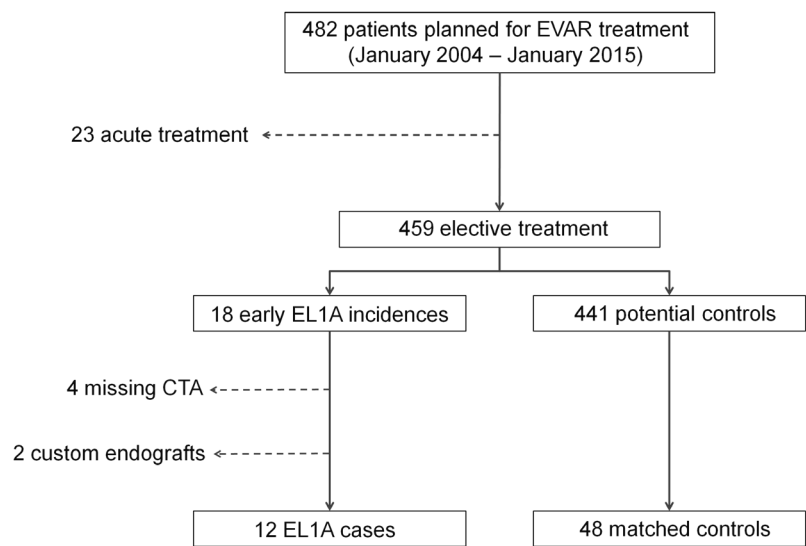 482 patients planned for EVAR treatment
(January 2004 – January 2015)
23 acute treatment
459 elective treatment
18 early EL1A incidences
441 potential controls
4 missing CTA
2 custom endografts
12 EL1A cases
48 matched controls